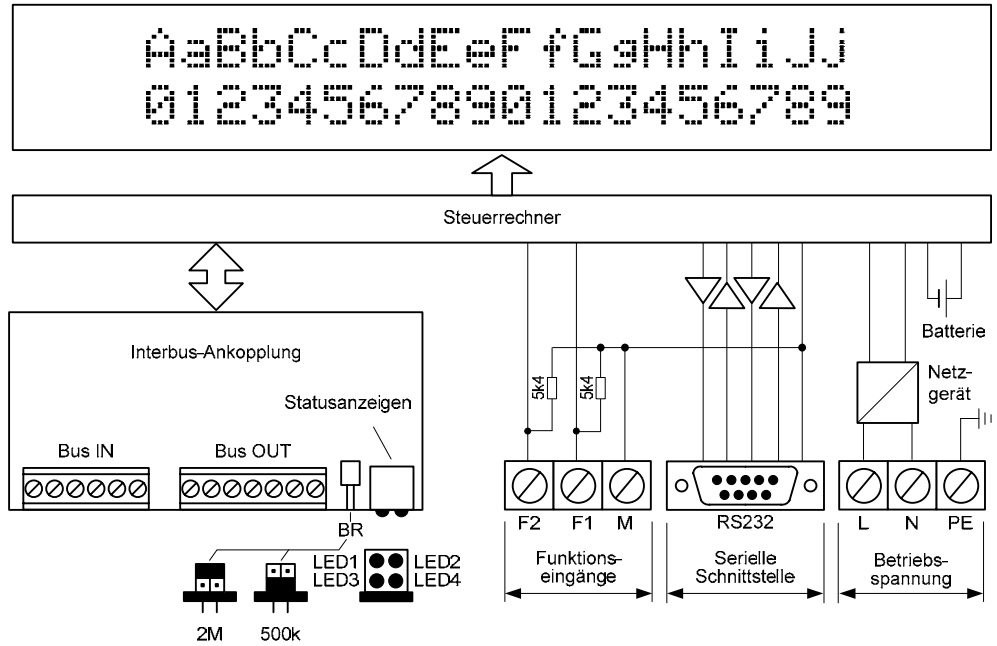 AaBbCcDdEeFfGgHhIiJj
01234567890123456789
Steuerrechner
Batterie
Interbus-Ankopplung
Netz-
gerät
5k4
5k4
Statusanzeigen
Bus IN
Bus OUT
BR
F2
F1
M
RS232
L
N
PE
LED1
LED2
LED3
LED4
Funktions-
eingänge
Serielle
Schnittstelle
Betriebs-
spannung
2M
500k